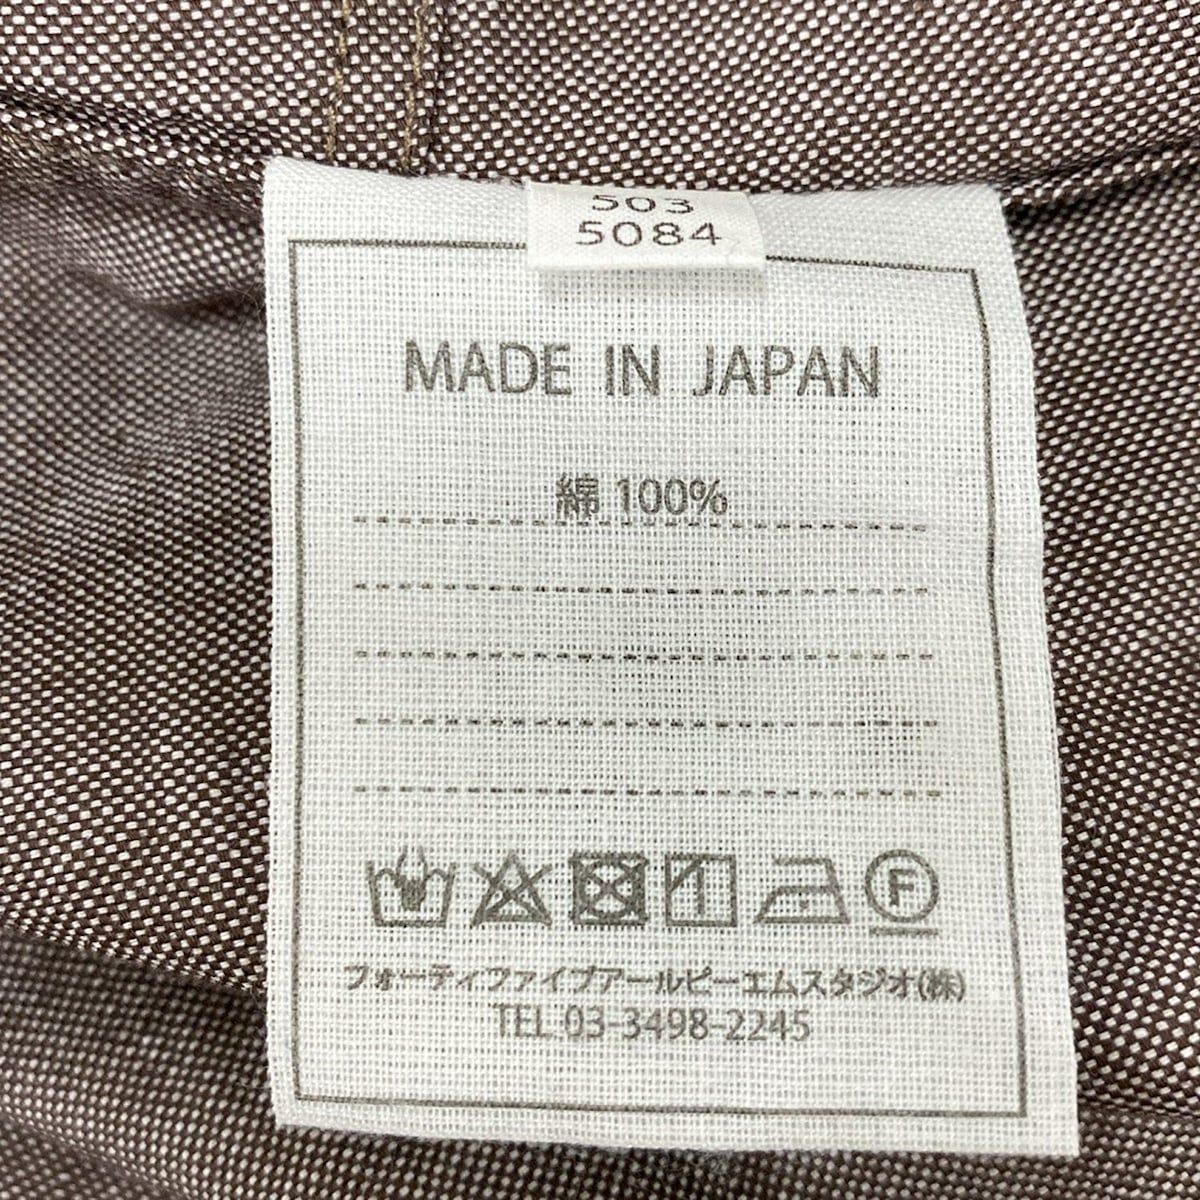 503
5084
MADE IN JAPAN
綿 100%
F
フォーティファイブアールピーエムスタジオ(株)
TEL 03-3498-2245